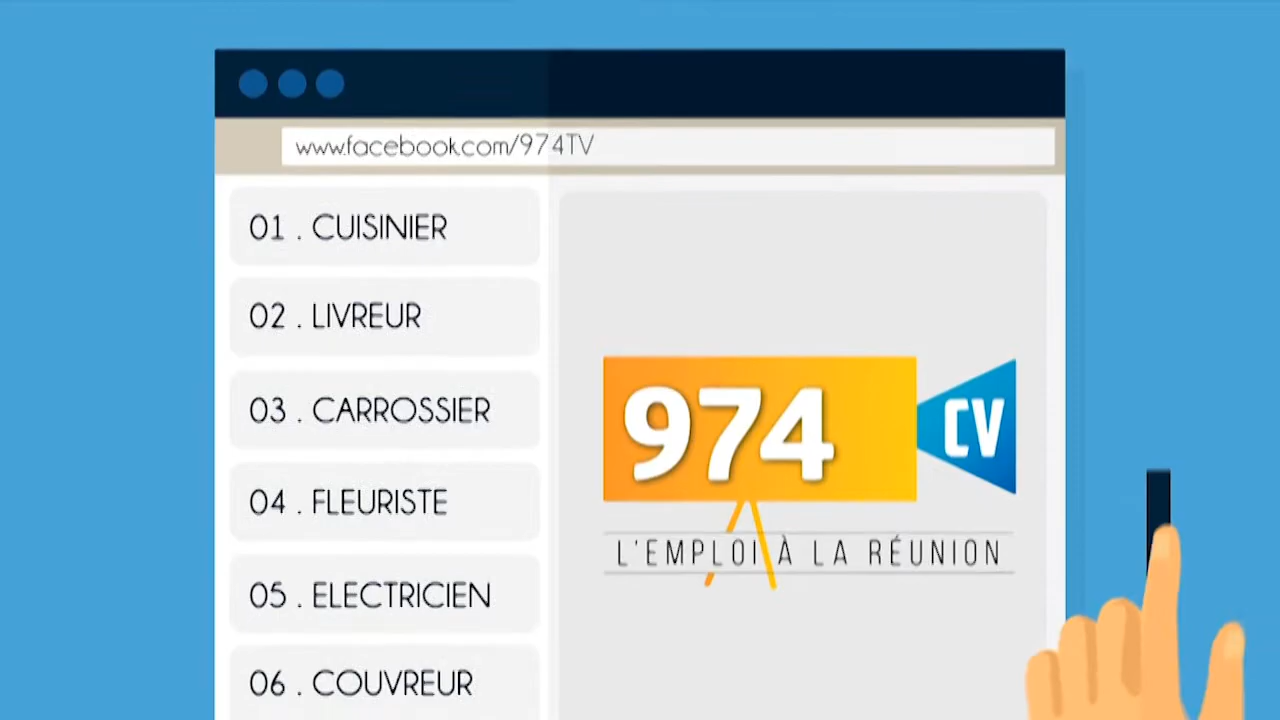 www.facebook.com/974TV
01 . CUISINIER
02 . LIVREUR
03 . CARROSSIER
04 . FLEURISTE
05 . ELECTRICIEN
06 . COUVREUR
974
CV
L'EMPLOI À LA RÉUNION